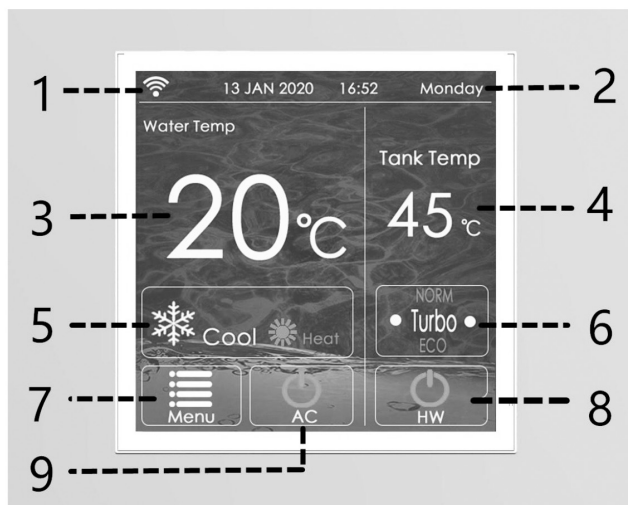 1
13 JAN 2020 16:52 Monday
2
Water Temp
Tank Temp
3
20°C
45°C
4
5
Cool
Heat
NORM
Turbo
ECO
6
7
Menu
AC
HW
8
9